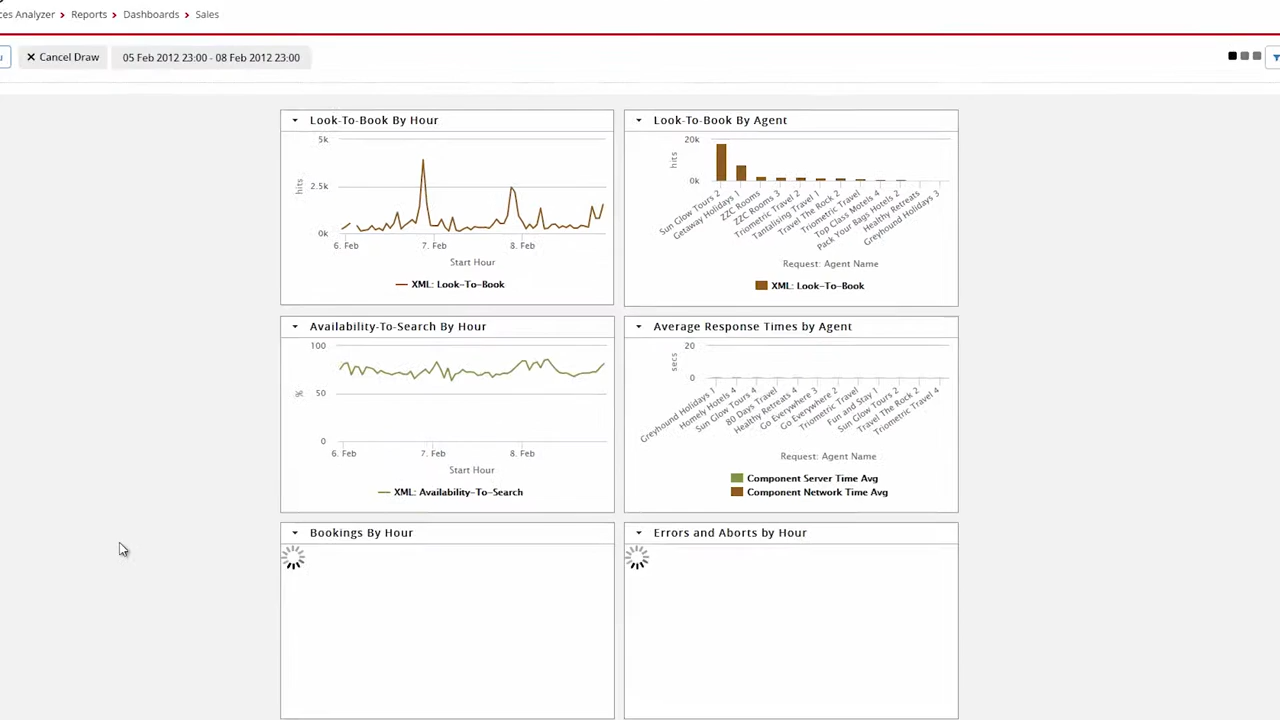 ces Analyzer > Reports > Dashboards > Sales
u
✕ Cancel Draw
05 Feb 2012 23:00 - 08 Feb 2012 23:00
Look-To-Book By Hour
5k
2.5k
0k
hits
6. Feb 7. Feb 8. Feb
Start Hour
XML: Look-To-Book
Look-To-Book By Agent
20k
0k
hits
Sun Glow Tours 2
Getaway Holidays 1
ZZC Rooms
ZZC Rooms 3
Triometric Travel 2
Tantalising Travel 1
Travel The Rock 2
Triometric Travel
Top Class Motels 4
Pack Your Bags Hotels 2
Healthy Retreats
Greyhound Holidays 3
Request: Agent Name
XML: Look-To-Book
Availability-To-Search By Hour
100
50
0
%
6. Feb 7. Feb 8. Feb
Start Hour
XML: Availability-To-Search
Average Response Times by Agent
20
0
secs
Greyhound Holidays 1
Homely Hotels 4
Sun Glow Tours 4
80 Days Travel
Healthy Retreats 4
Go Everywhere 3
Go Everywhere 2
Triometric Travel
Fun and Stay 1
Sun Glow Tours 2
Travel The Rock 2
Triometric Travel 4
Request: Agent Name
Component Server Time Avg
Component Network Time Avg
Bookings By Hour
Errors and Aborts by Hour